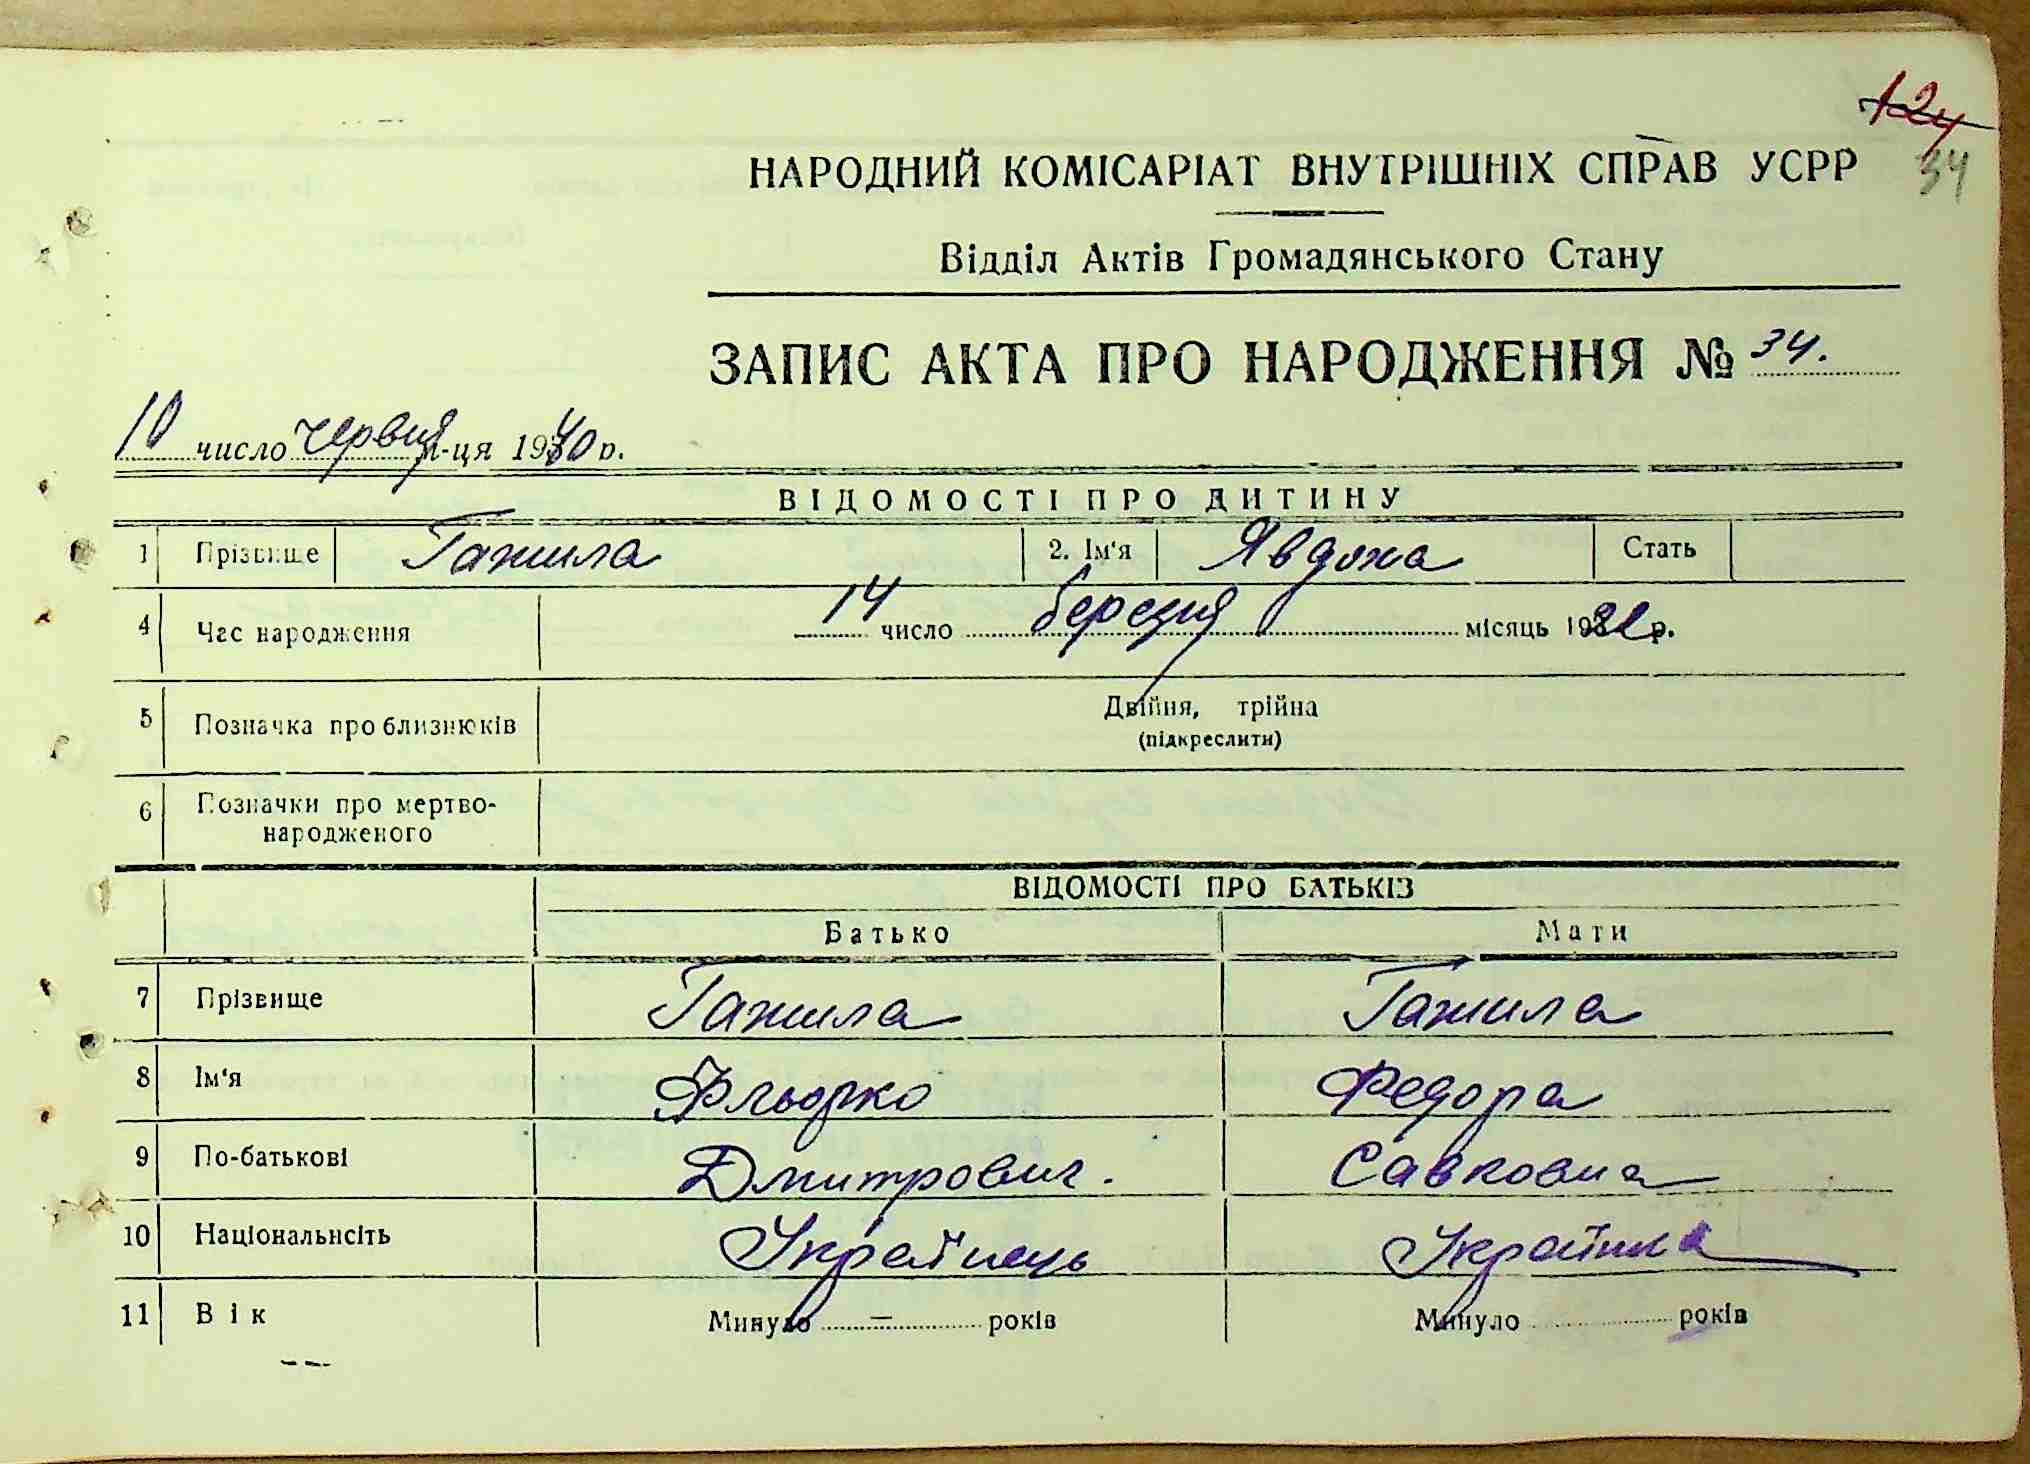 124
34
НАРОДНИЙ КОМІСАРІАТ ВНУТРІШНІХ СПРАВ УСРР
Відділ Актів Громадянського Стану
ЗАПИС АКТА ПРО НАРОДЖЕННЯ № 34.
10 число червня м-ця 1940 р.
ВІДОМОСТІ ПРО ДИТИНУ
1 Прізвище Гажила 2. Ім'я Явдоха Стать
4 Час народження 14 число березня місяць 19 р.
5 Позначка про близнюків Двійня, трійна
(підкреслити)
6 Позначки про мертво-
народженого
ВІДОМОСТІ ПРО БАТЬКІВ
Батько Мати
7 Прізвище Гажила Гажила
8 Ім'я Фльорко Федора
9 По-батькові Дмитрович. Савковна
10 Національність Українець Українка
11 Вік Минуло — років Минуло років